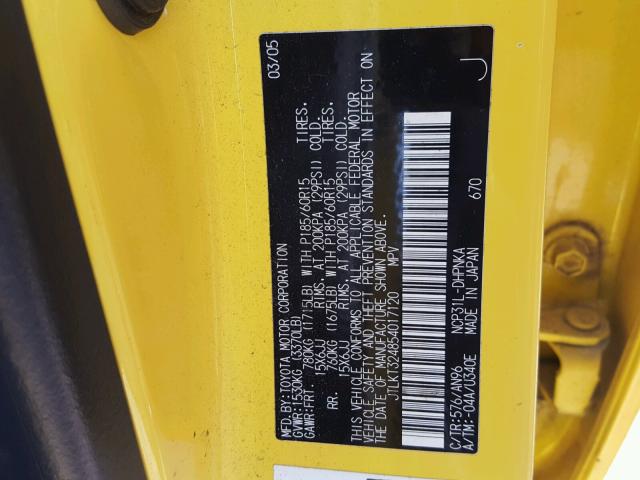 MFD.BY:TOYOTA MOTOR CORPORATION 03/05
GVWR:1530KG (3370LB)
GAWR:FRT. 780KG (1715LB) WITH P185/60R15 TIRES.
15X6JJ RIMS, AT 200KPA (29PSI) COLD.
RR. 760KG (1675LB) WITH P185/60R15 TIRES.
15X6JJ RIMS, AT 200KPA (29PSI) COLD.
THIS VEHICLE CONFORMS TO ALL APPLICABLE FEDERAL MOTOR
VEHICLE SAFETY AND THEFT PREVENTION STANDARDS IN EFFECT ON
THE DATE OF MANUFACTURE SHOWN ABOVE.
JTLKT324854017120 MPV
C/TR:576/AN96 NCP31L-DHPNKA 670
A/TM:-04A/U340E MADE IN JAPAN J